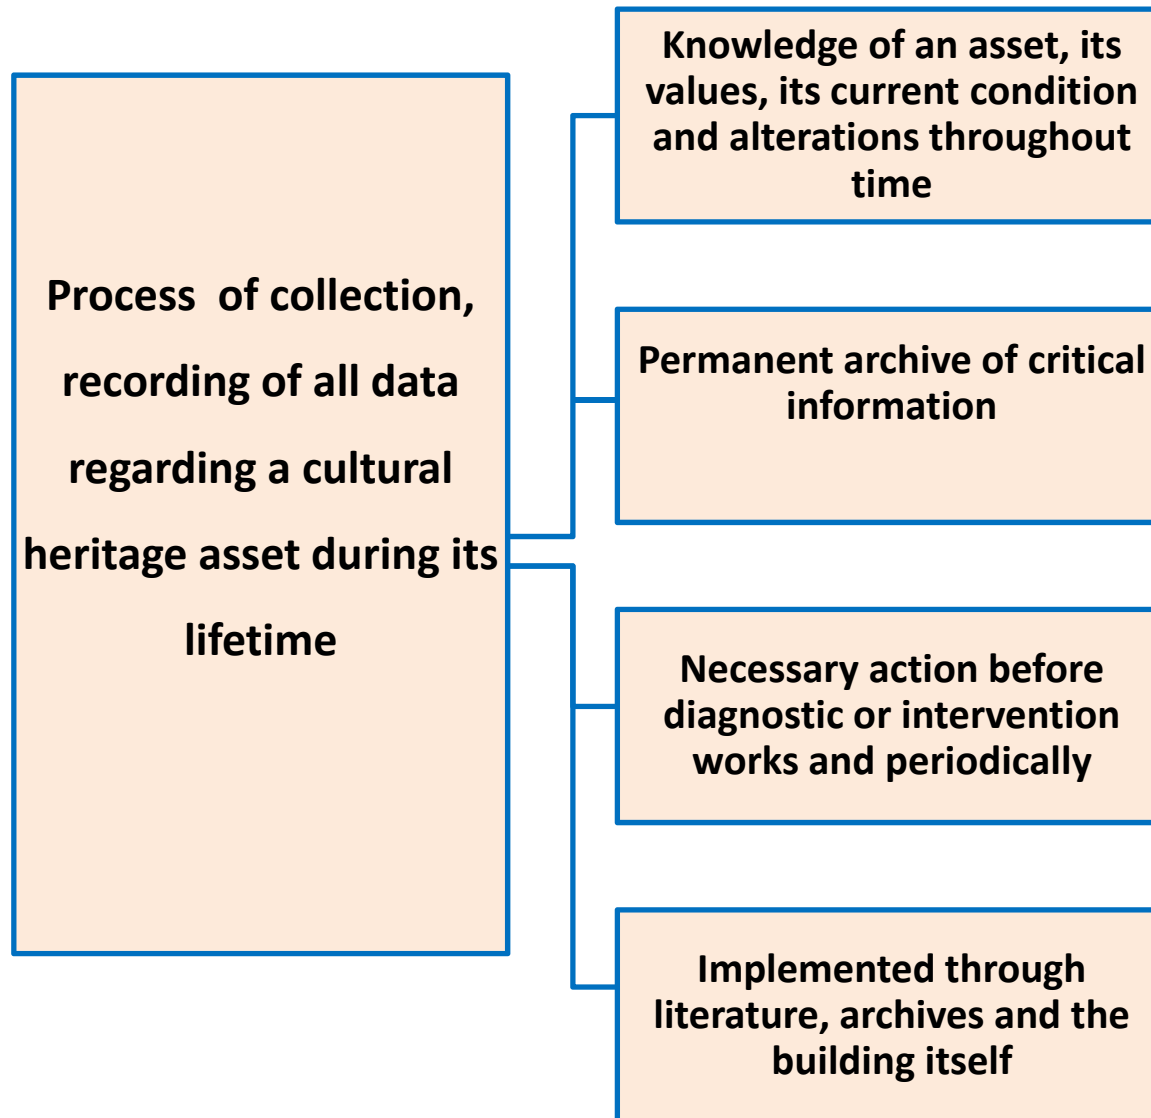 Process of collection,
recording of all data
regarding a cultural
heritage asset during its
lifetime
Knowledge of an asset, its
values, its current condition
and alterations throughout
time
Permanent archive of critical
information
Necessary action before
diagnostic or intervention
works and periodically
Implemented through
literature, archives and the
building itself